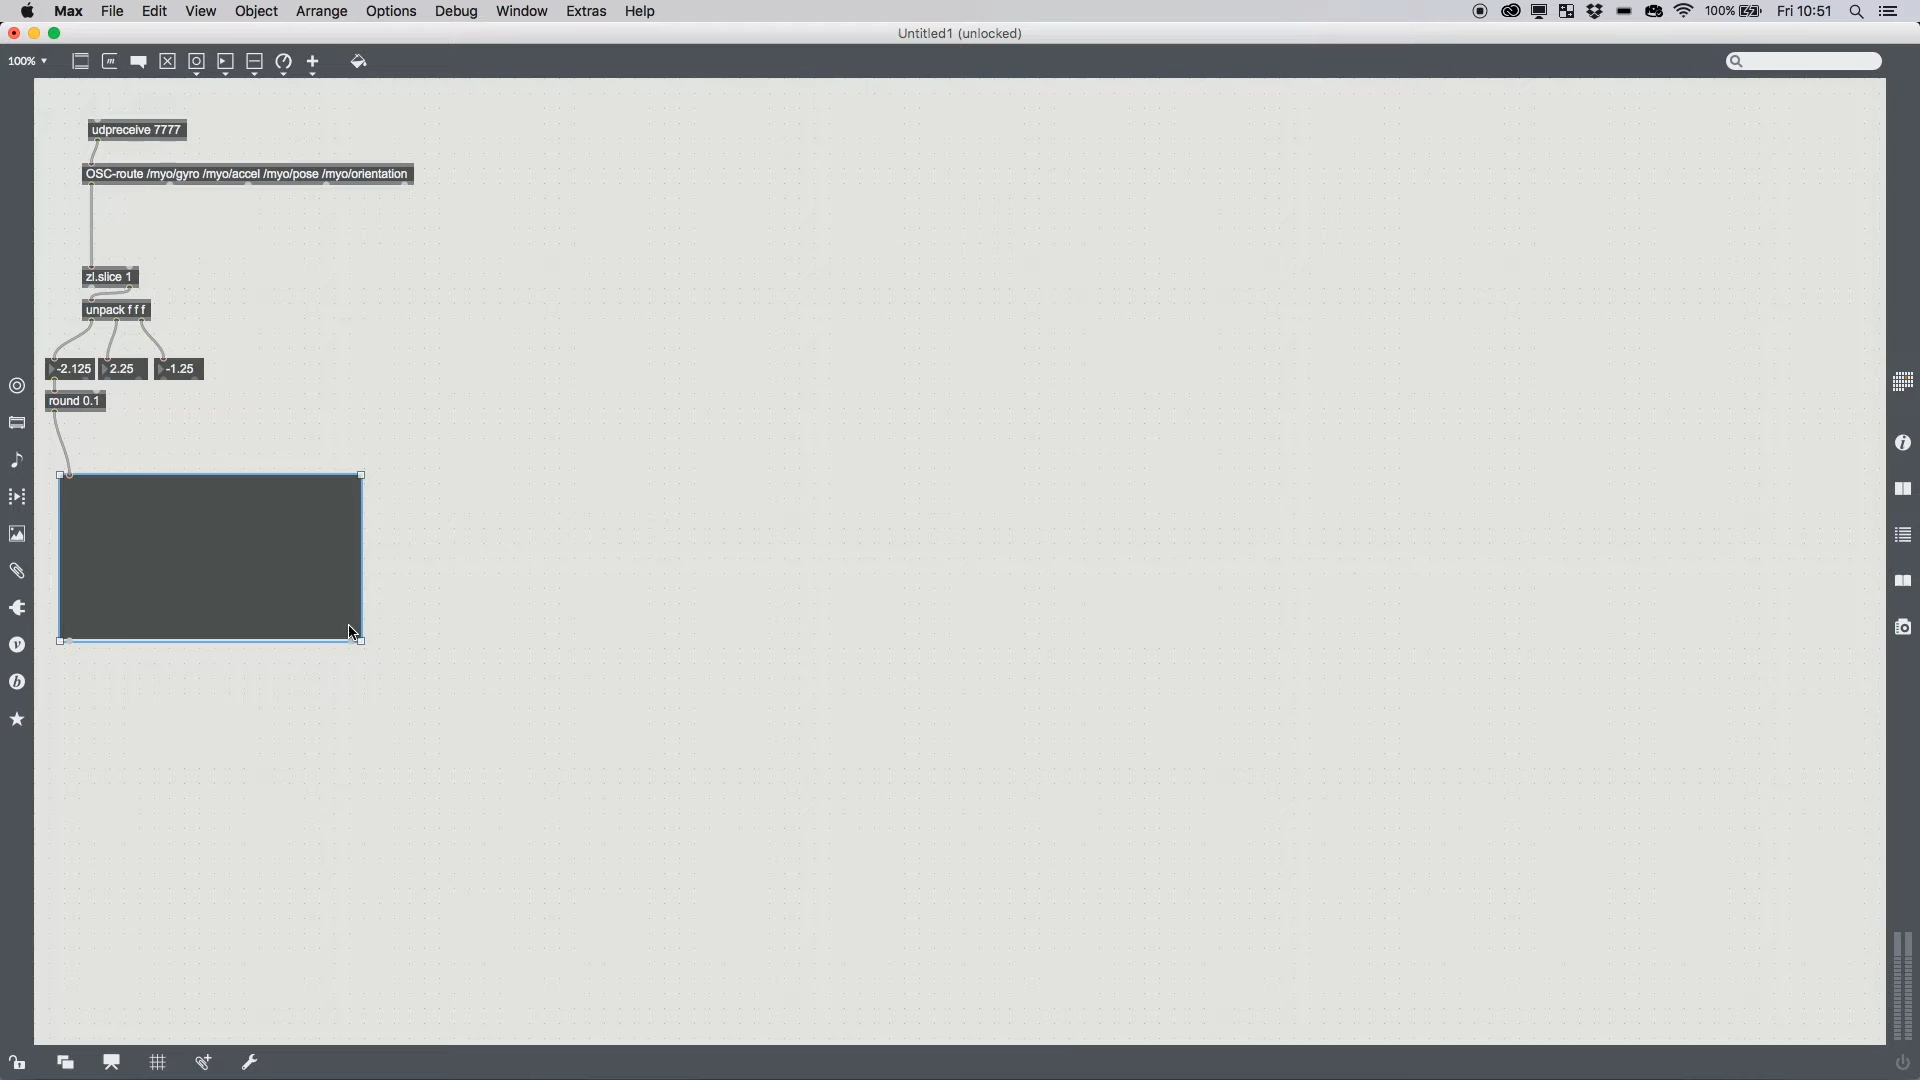 Max File Edit View Object Arrange Options Debug Window Extras Help 100% Fri 10:51
Untitled1 (unlocked)
100%
udpreceive 7777
OSC-route /myo/gyro /myo/accel /myo/pose /myo/orientation
zl.slice 1
unpack f f f
-2.125 2.25 -1.25
round 0.1